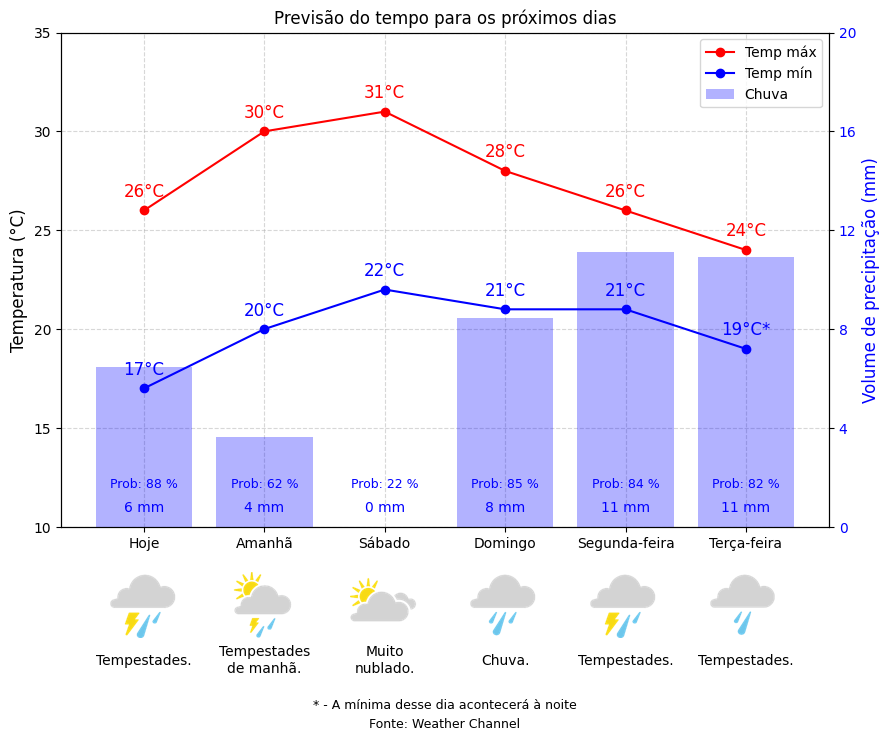 Previsão do tempo para os próximos dias
Temp máx
Temp mín
Chuva
Temperatura (°C)
35
30
25
20
15
10
Volume de precipitação (mm)
20
16
12
8
4
0
26°C
30°C
31°C
28°C
26°C
24°C
17°C
20°C
22°C
21°C
21°C
19°C*
Prob: 88 %
6 mm
Prob: 62 %
4 mm
Prob: 22 %
0 mm
Prob: 85 %
8 mm
Prob: 84 %
11 mm
Prob: 82 %
11 mm
Hoje
Amanhã
Sábado
Domingo
Segunda-feira
Terça-feira
Tempestades.
Tempestades
de manhã.
Muito
nublado.
Chuva.
Tempestades.
Tempestades.
* - A mínima desse dia acontecerá à noite
Fonte: Weather Channel